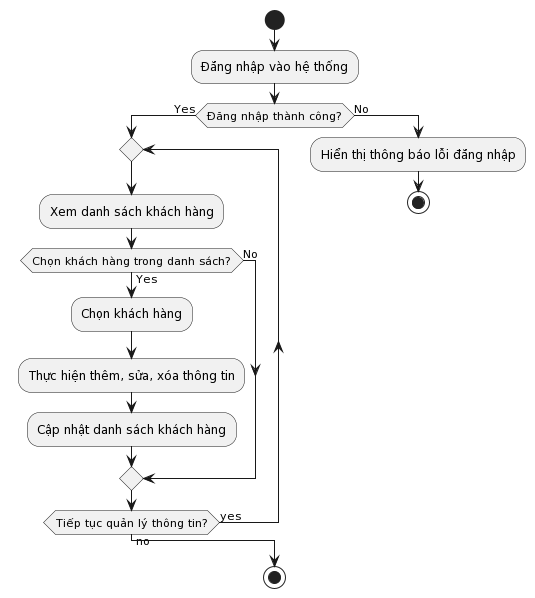 Đăng nhập vào hệ thống
Yes
Đăng nhập thành công?
No
Hiển thị thông báo lỗi đăng nhập
Xem danh sách khách hàng
Chọn khách hàng trong danh sách?
No
Yes
Chọn khách hàng
Thực hiện thêm, sửa, xóa thông tin
Cập nhật danh sách khách hàng
Tiếp tục quản lý thông tin?
yes
no